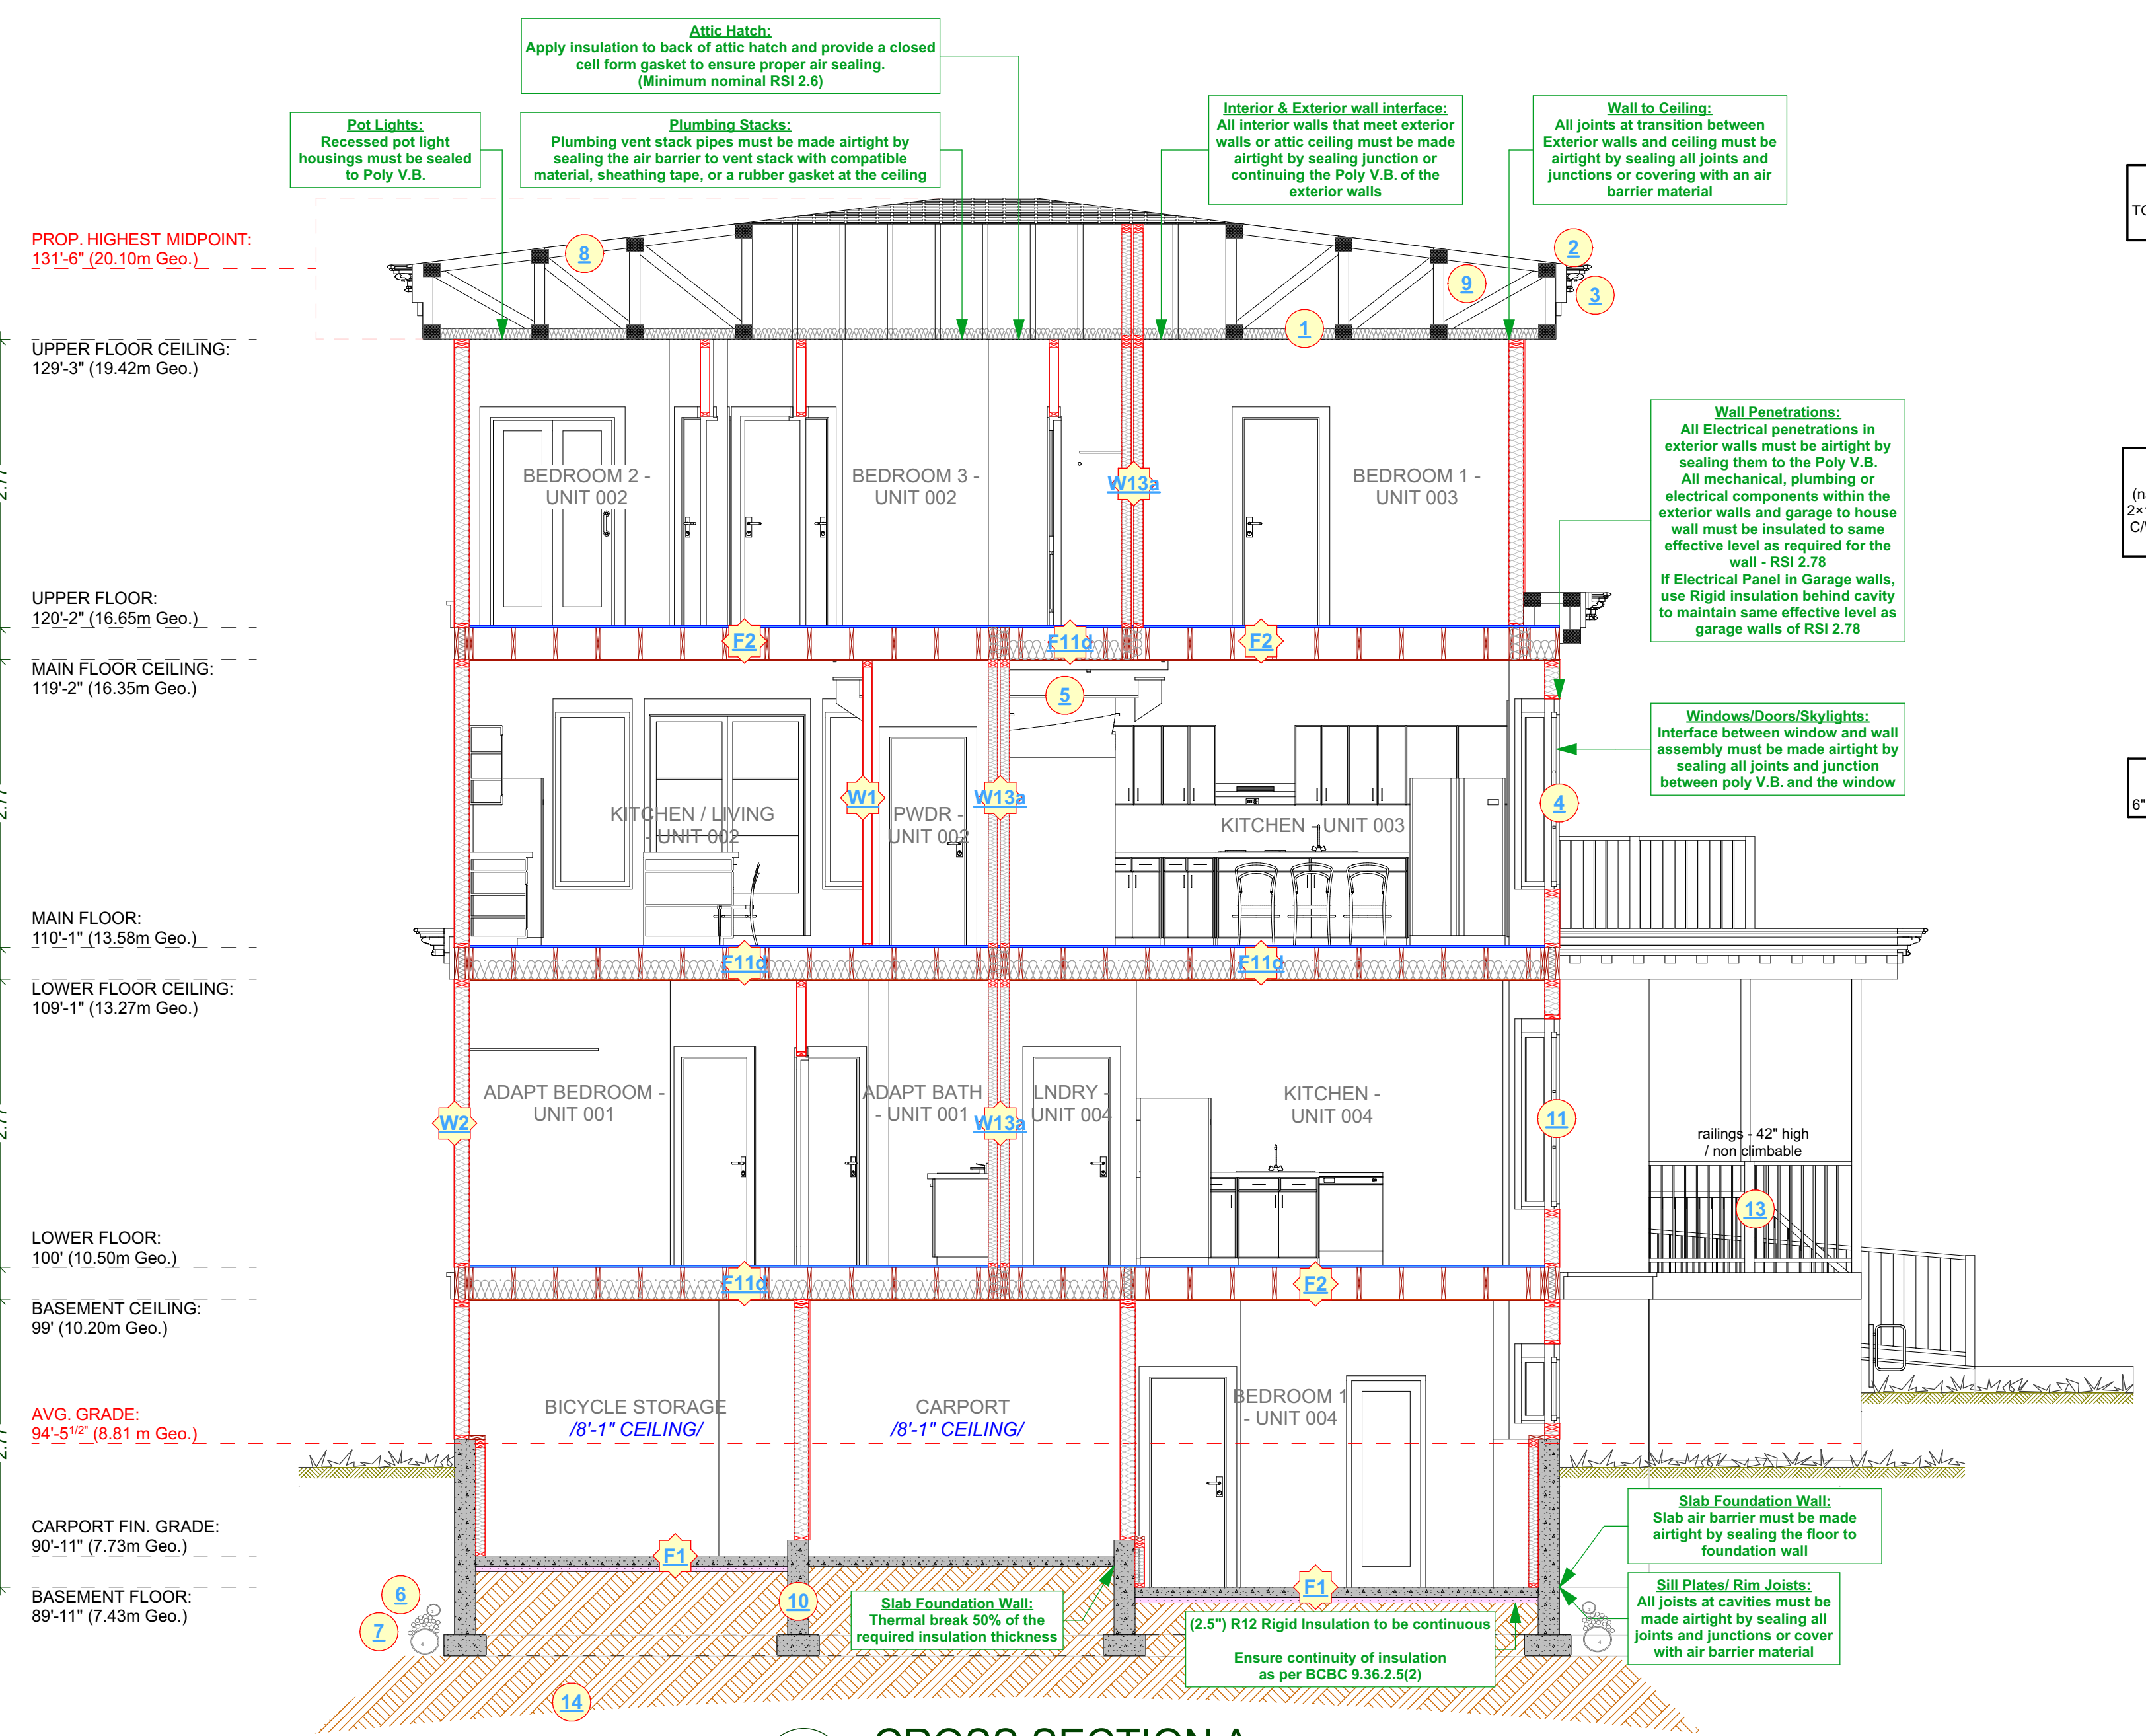 Attic Hatch:
Apply insulation to back of attic hatch and provide a closed
cell form gasket to ensure proper air sealing.
(Minimum nominal RSI 2.6)
Pot Lights:
Recessed pot light
housings must be sealed
to Poly V.B.
Plumbing Stacks:
Plumbing vent stack pipes must be made airtight by
sealing the air barrier to vent stack with compatible
material, sheathing tape, or a rubber gasket at the ceiling
Interior & Exterior wall interface:
All interior walls that meet exterior
walls or attic ceiling must be made
airtight by sealing junction or
continuing the Poly V.B. of the
exterior walls
Wall to Ceiling:
All joints at transition between
Exterior walls and ceiling must be
airtight by sealing all joints and
junctions or covering with an air
barrier material
PROP. HIGHEST MIDPOINT:
131'-6" (20.10m Geo.)
8
2
9
3
1
UPPER FLOOR CEILING:
129'-3" (19.42m Geo.)
BEDROOM 2 -
UNIT 002
BEDROOM 3 -
UNIT 002
W13a
BEDROOM 1 -
UNIT 003
Wall Penetrations:
All Electrical penetrations in
exterior walls must be airtight by
sealing them to the Poly V.B.
All mechanical, plumbing or
electrical components within the
exterior walls and garage to house
wall must be insulated to same
effective level as required for the
wall - RSI 2.78
If Electrical Panel in Garage walls,
use Rigid insulation behind cavity
to maintain same effective level as
garage walls of RSI 2.78
2.77
UPPER FLOOR:
120'-2" (16.65m Geo.)
F2
F11d
F2
MAIN FLOOR CEILING:
119'-2" (16.35m Geo.)
5
Windows/Doors/Skylights:
Interface between window and wall
assembly must be made airtight by
sealing all joints and junction
between poly V.B. and the window
2.77
KITCHEN / LIVING
- UNIT 002
W1
PWDR -
UNIT 002
W13a
KITCHEN - UNIT 003
4
MAIN FLOOR:
110'-1" (13.58m Geo.)
F11d
F11d
LOWER FLOOR CEILING:
109'-1" (13.27m Geo.)
2.77
W2
ADAPT BEDROOM -
UNIT 001
ADAPT BATH
- UNIT 001
W13a
LNDRY -
UNIT 004
KITCHEN -
UNIT 004
11
railings - 42" high
/ non climbable
13
LOWER FLOOR:
100' (10.50m Geo.)
F11d
F2
BASEMENT CEILING:
99' (10.20m Geo.)
2.77
BICYCLE STORAGE
/8'-1" CEILING/
CARPORT
/8'-1" CEILING/
BEDROOM 1
- UNIT 004
AVG. GRADE:
94'-5 1/2" (8.81 m Geo.)
CARPORT FIN. GRADE:
90'-11" (7.73m Geo.)
F1
F1
BASEMENT FLOOR:
89'-11" (7.43m Geo.)
6
7
10
Slab Foundation Wall:
Slab air barrier must be made
airtight by sealing the floor to
foundation wall
Slab Foundation Wall:
Thermal break 50% of the
required insulation thickness
(2.5") R12 Rigid Insulation to be continuous
Ensure continuity of insulation
as per BCBC 9.36.2.5(2)
Sill Plates/ Rim Joists:
All joists at cavities must be
made airtight by sealing all
joints and junctions or cover
with air barrier material
14
CROSS SECTION A
6"